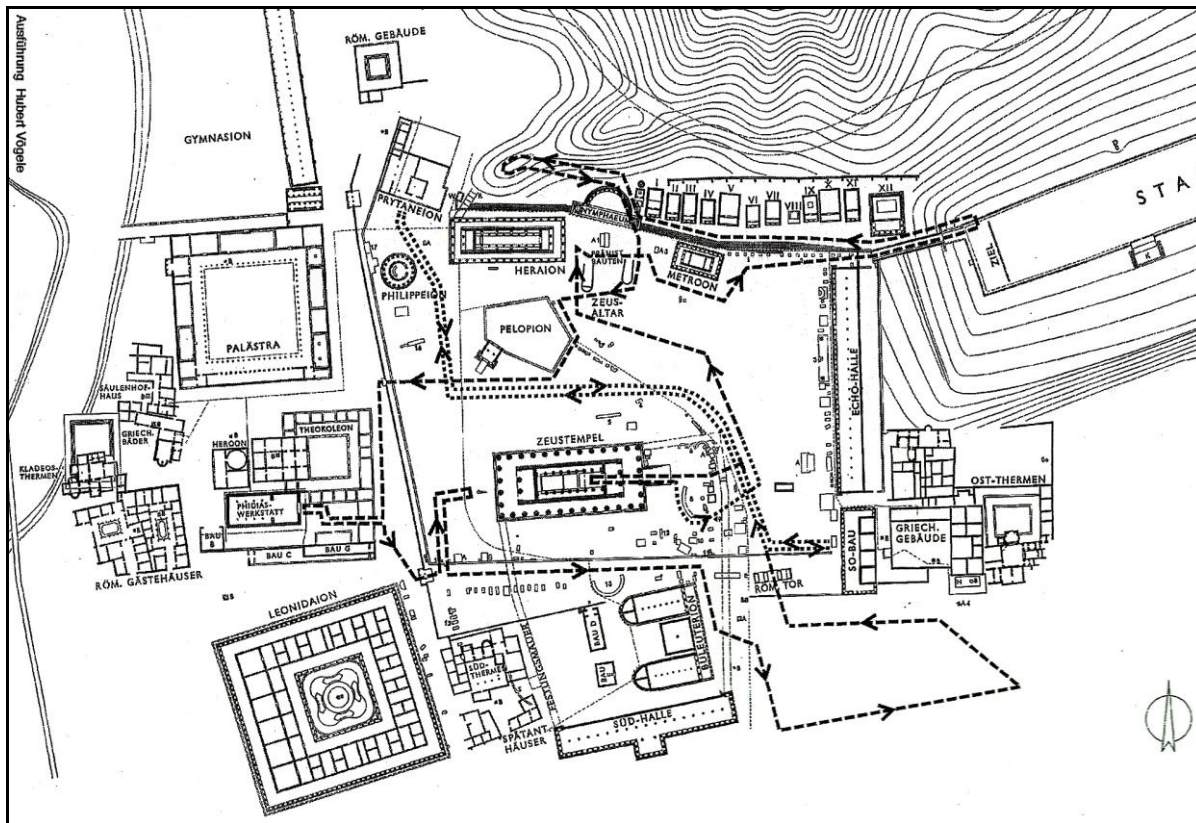 Ausführung Hubert Vögele
RÖM. GEBÄUDE
GYMNASION
PRYTANEION
NYMPHAEUM
II
III
IV
V
VI
VII
VIII
IX
X
XI
XII
STA
ZIEL
HERAION
METROON
PHILIPPEION
ZEUS-
ALTAR
PELOPION
PALÄSTRA
ECHO-HALLE
SÄULENHOF-
HAUS
GRIECH.
BÄDER
HEROON
THEOKOLEON
ZEUSTEMPEL
KLADEOS-
THERMEN
PHIDIAS-
WERKSTATT
OST-THERMEN
GRIECH.
GEBÄUDE
SO-BAU
BAU
B
BAU C
BAU G
RÖM. GÄSTEHÄUSER
RÖM. TOR
LEONIDAION
BAU D
BULEUTERION
SÜD-
THERMEN
FESTUNGSMAUER
BAU
SÜD-HALLE
SPÄTANT.
HÄUSER